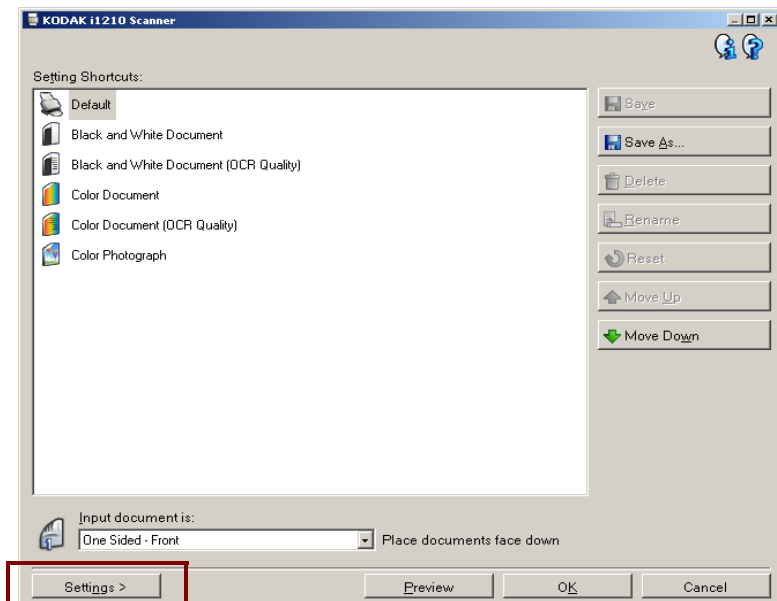 KODAK i1210 Scanner
Setting Shortcuts:
Default
Black and White Document
Black and White Document (OCR Quality)
Color Document
Color Document (OCR Quality)
Color Photograph
Save
Save As...
Delete
Rename
Reset
Move Up
Move Down
Input document is:
One Sided - Front
Place documents face down
Settings >
Preview
OK
Cancel